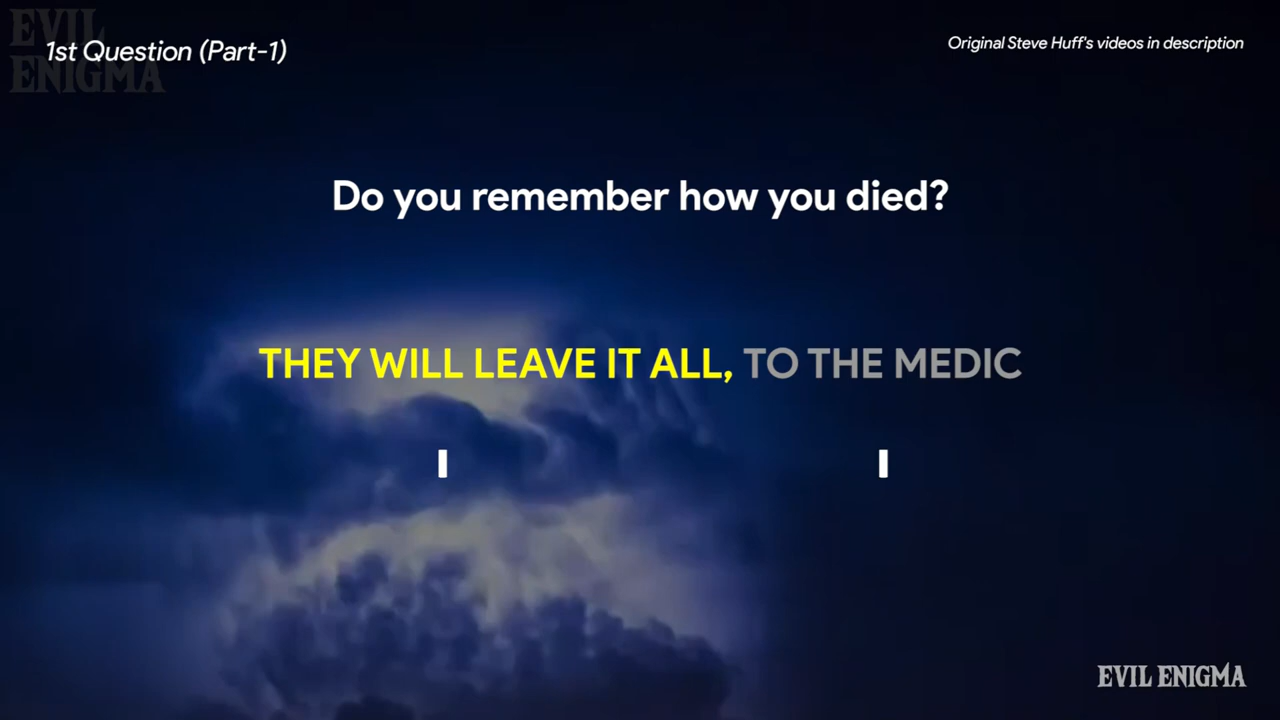 EVIL
ENIGMA
1st Question (Part-1)
Original Steve Huff's videos in description
Do you remember how you died?
THEY WILL LEAVE IT ALL, TO THE MEDIC
EVIL ENIGMA